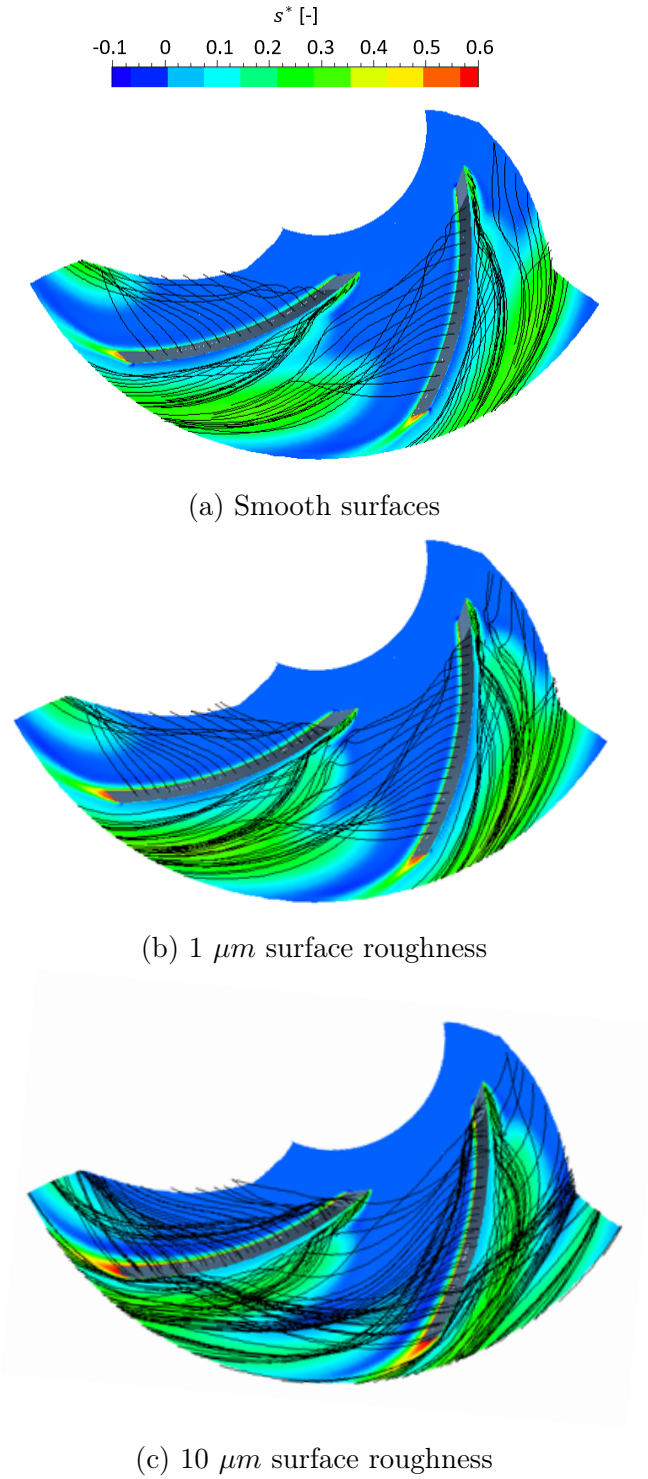 s* [-]
-0.1 0 0.1 0.2 0.3 0.4 0.5 0.6
(a) Smooth surfaces
(b) 1 μm surface roughness
(c) 10 μm surface roughness